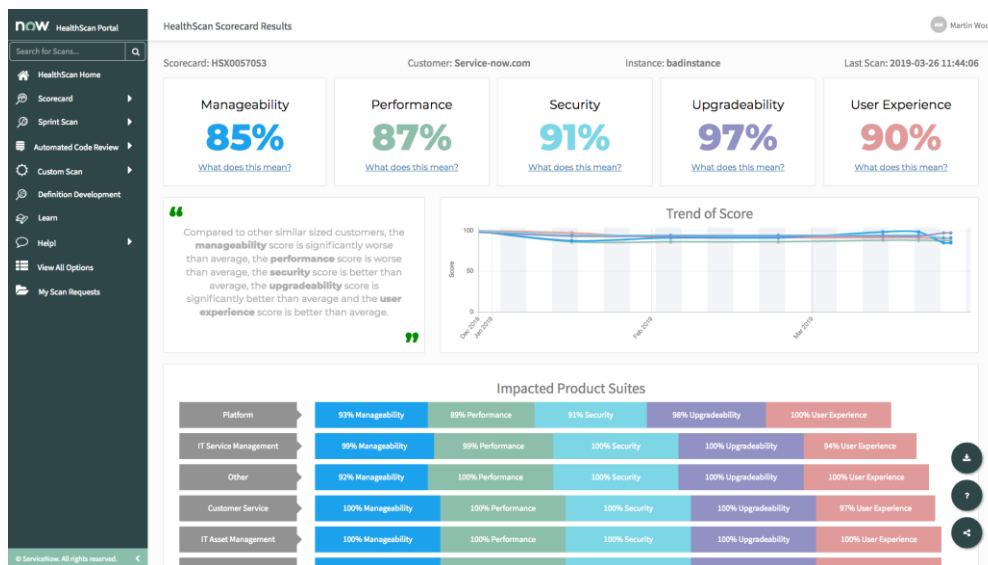 now HealthScan Portal
HealthScan Scorecard Results
Martin Woo
Search for Scans...
HealthScan Home
Scorecard
Sprint Scan
Automated Code Review
Custom Scan
Definition Development
Learn
Help!
View All Options
My Scan Requests
© ServiceNow. All rights reserved.
Scorecard: HSX0057053
Customer: Service-now.com
Instance: badinstance
Last Scan: 2019-03-26 11:44:06
Manageability
85%
What does this mean?
Performance
87%
What does this mean?
Security
91%
What does this mean?
Upgradeability
97%
What does this mean?
User Experience
90%
What does this mean?
“
Compared to other similar sized customers, the
manageability score is significantly worse
than average, the performance score is worse
than average, the security score is better than
average, the upgradeability score is
significantly better than average and the user
experience score is better than average.
”
Trend of Score
Score
100
50
0
Dec 2018
Jan 2019
Feb 2019
Mar 2019
Impacted Product Suites
Platform 93% Manageability 89% Performance 91% Security 98% Upgradeability 100% User Experience
IT Service Management 99% Manageability 99% Performance 100% Security 100% Upgradeability 94% User Experience
Other 92% Manageability 100% Performance 100% Security 100% Upgradeability 100% User Experience
Customer Service 100% Manageability 100% Performance 100% Security 100% Upgradeability 97% User Experience
IT Asset Management 100% Manageability 100% Performance 100% Security 100% Upgradeability 100% User Experience
?